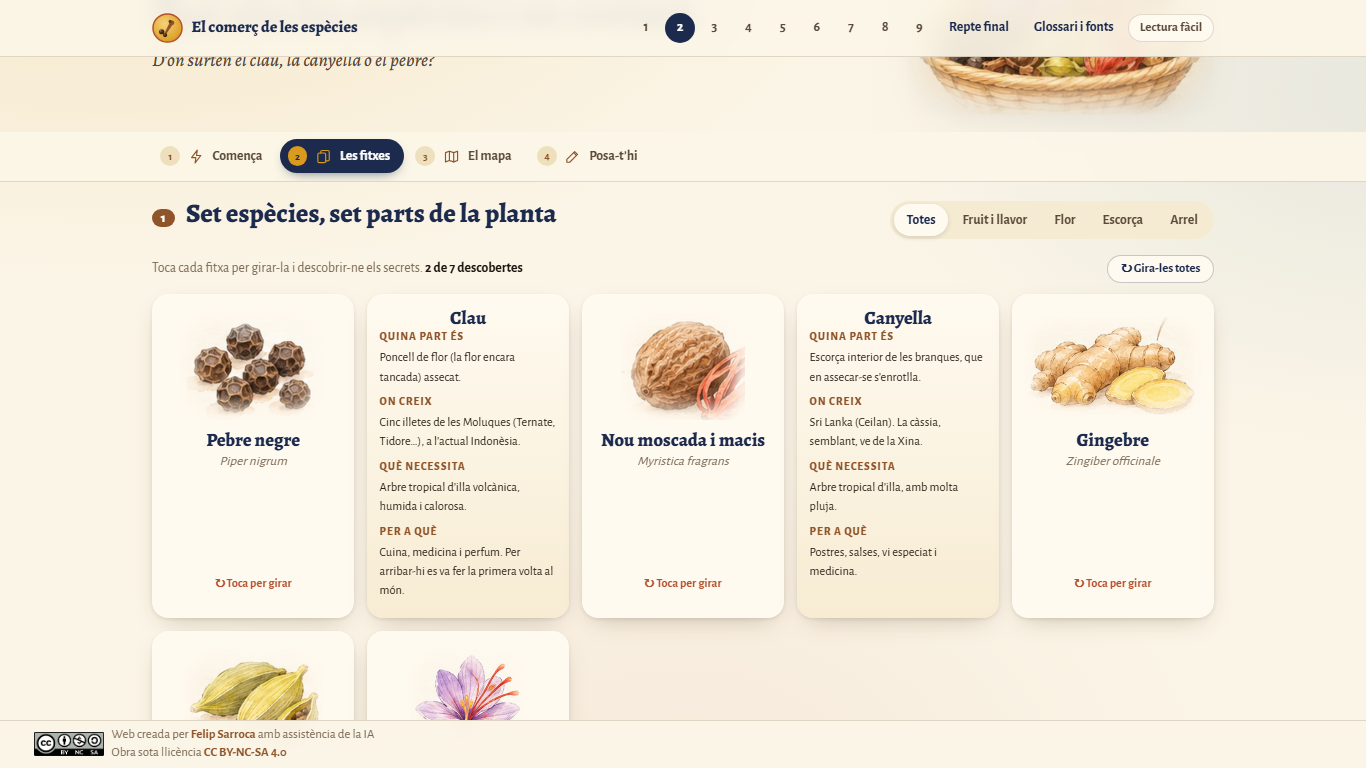 El comerç de les espècies
1 2 3 4 5 6 7 8 9 Repte final Glossari i fonts Lectura fàcil
D'on surten el clau, la canyella o el pebre?
1 Comença 2 Les fitxes 3 El mapa 4 Posa-t'hi
1 Set espècies, set parts de la planta
Totes Fruit i llavor Flor Escorça Arrel
Toca cada fitxa per girar-la i descobrir-ne els secrets. 2 de 7 descobertes
↻ Gira-les totes
Pebre negre
Piper nigrum
↻ Toca per girar
Clau
QUINA PART ÉS
Poncell de flor (la flor encara
tancada) assecat.
ON CREIX
Cinc illetes de les Moluques (Ternate,
Tidore…), a l'actual Indonèsia.
QUÈ NECESSITA
Arbre tropical d'illa volcànica,
humida i calorosa.
PER A QUÈ
Cuina, medicina i perfum. Per
arribar-hi es va fer la primera volta al
món.
Nou moscada i macis
Myristica fragrans
↻ Toca per girar
Canyella
QUINA PART ÉS
Escorça interior de les branques, que
en assecar-se s'enrotlla.
ON CREIX
Sri Lanka (Ceilan). La càssia,
semblant, ve de la Xina.
QUÈ NECESSITA
Arbre tropical d'illa, amb molta
pluja.
PER A QUÈ
Postres, salses, vi especiat i
medicina.
Gingebre
Zingiber officinale
↻ Toca per girar
CC BY NC SA
Web creada per Felip Sarroca amb assistència de la IA
Obra sota llicència CC BY-NC-SA 4.0